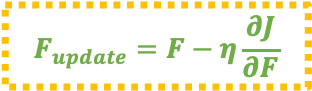 F_update = F − η ∂J/∂F